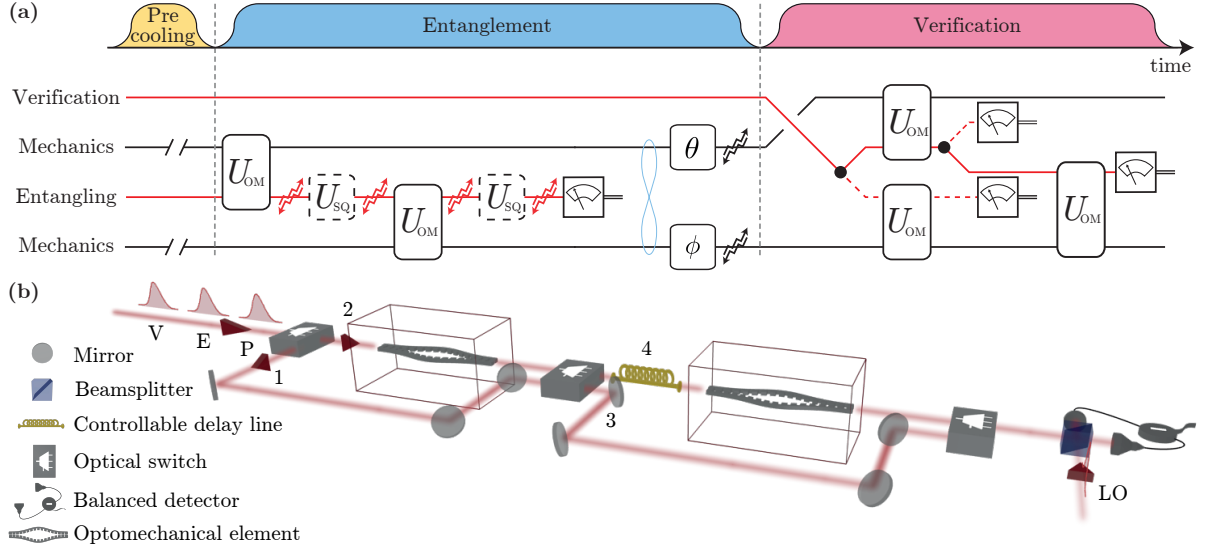 (a)
Pre
cooling
Entanglement
Verification
time
Verification
Mechanics
Entangling
Mechanics
U_OM
U_SQ
U_OM
U_SQ
θ
ϕ
U_OM
U_OM
U_OM
(b)
V
E
P
1
2
3
4
LO
Mirror
Beamsplitter
Controllable delay line
Optical switch
Balanced detector
Optomechanical element